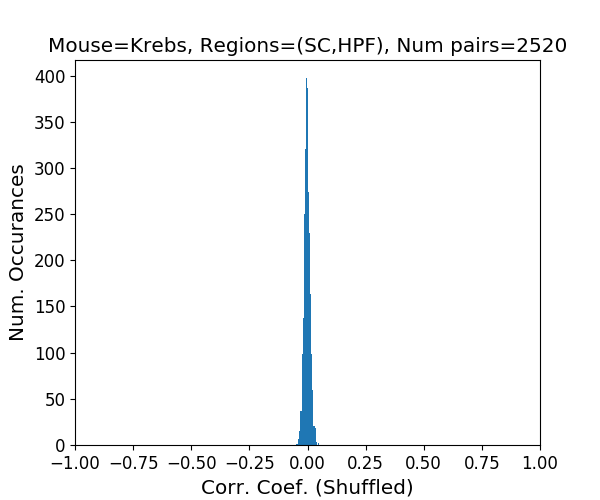 Mouse=Krebs, Regions=(SC,HPF), Num pairs=2520
400
350
300
250
200
150
100
50
0
Num. Occurances
−1.00 −0.75 −0.50 −0.25 0.00 0.25 0.50 0.75 1.00
Corr. Coef. (Shuffled)